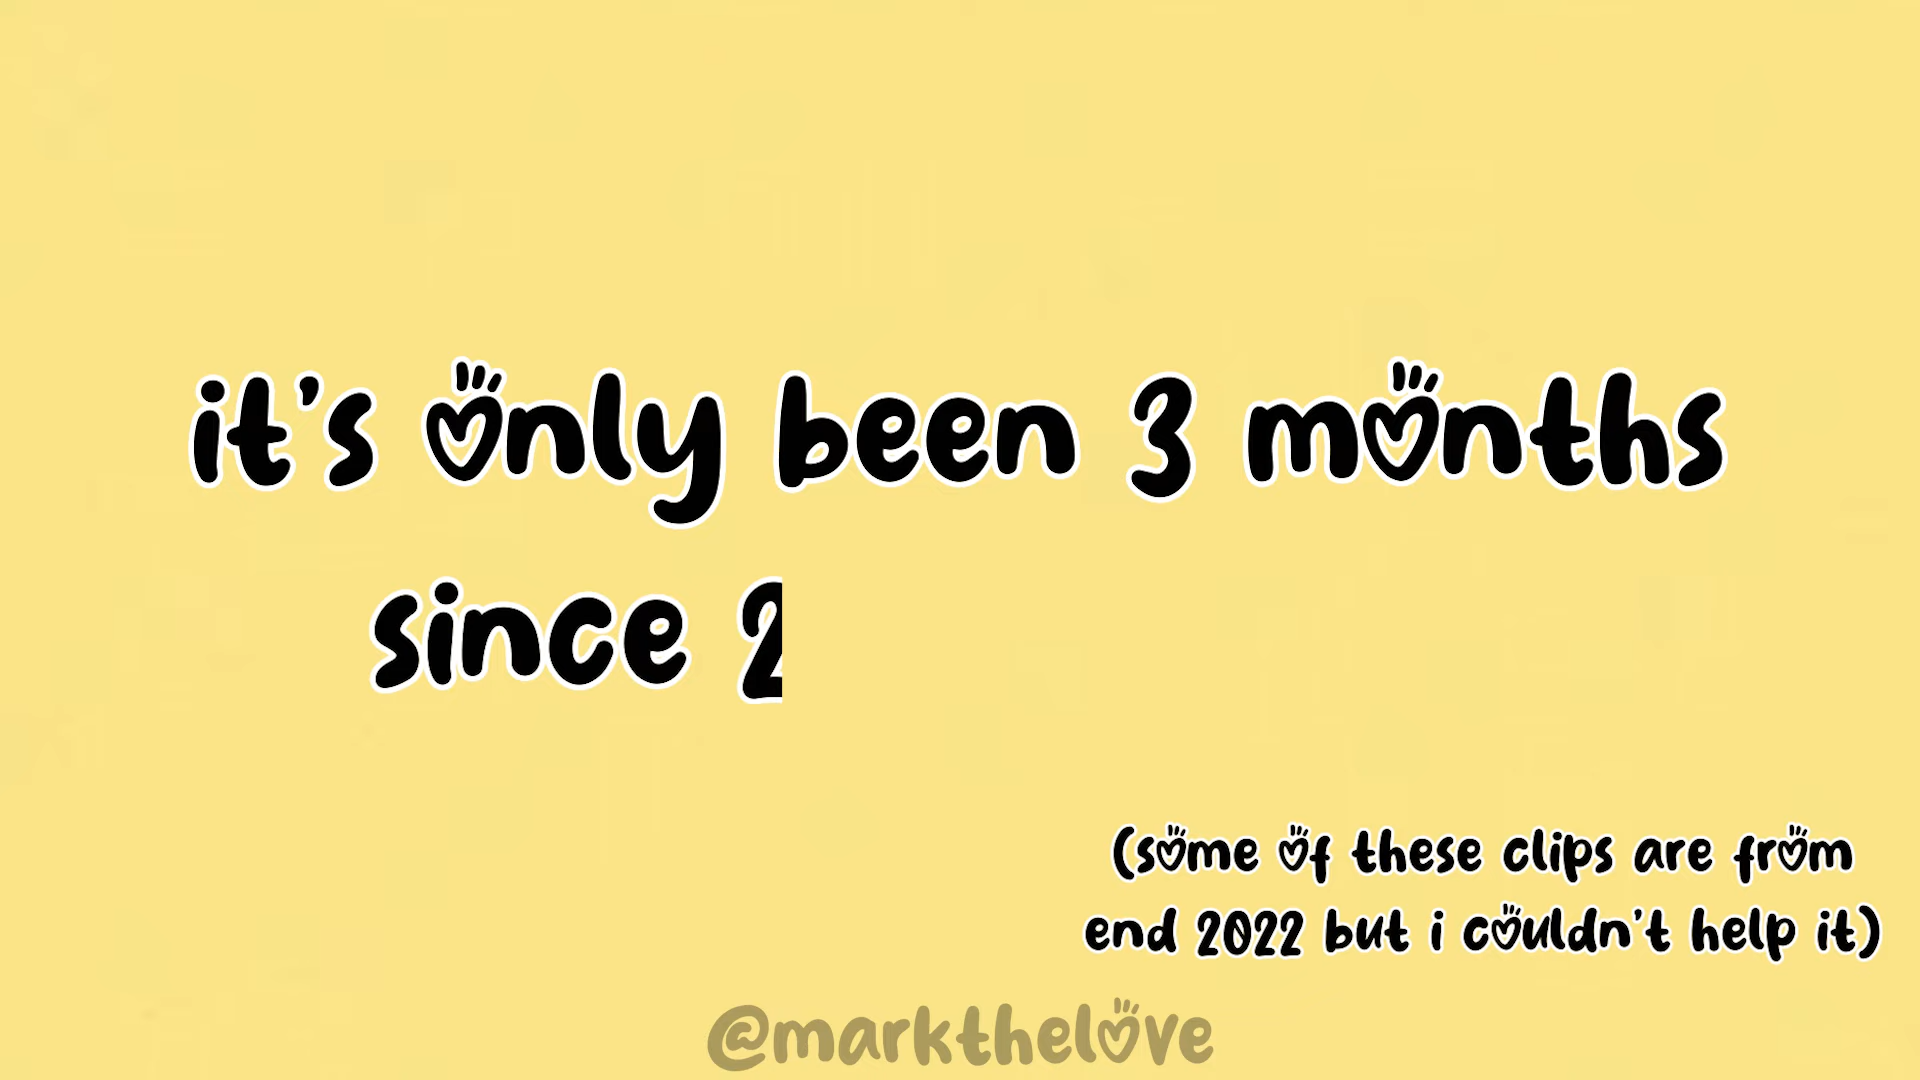 it's only been 3 months
since 2
(some of these clips are from
end 2022 but i couldn't help it)
@markthelove